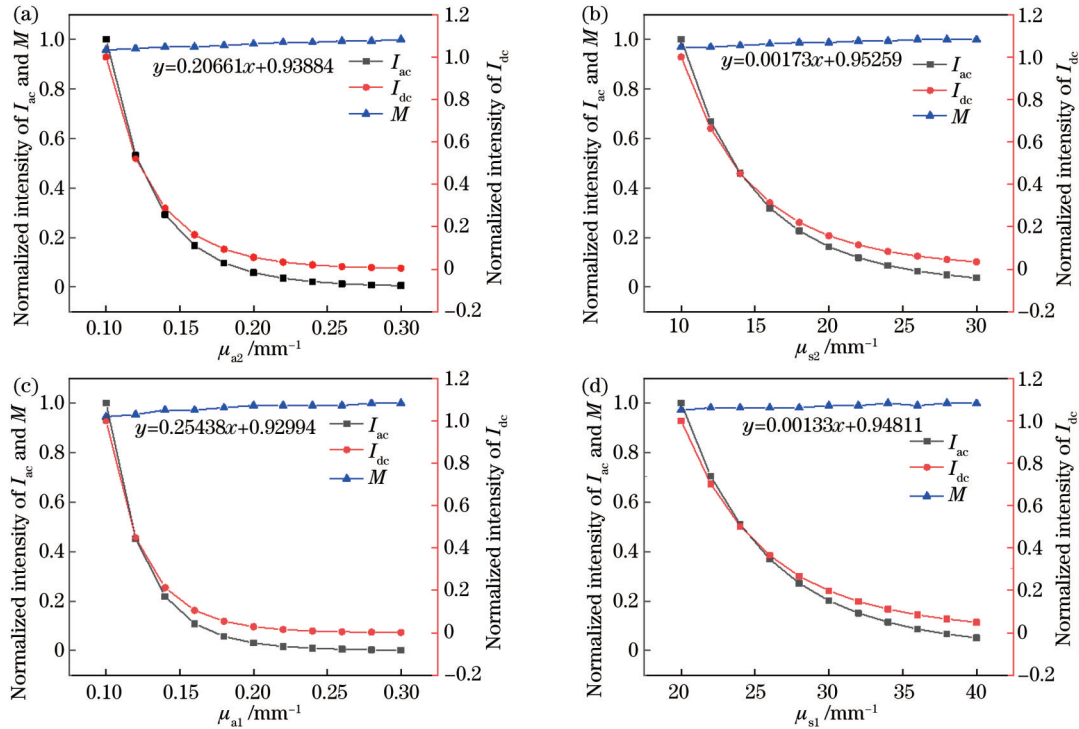 (a)
Normalized intensity of Iac and M
1.0
0.8
0.6
0.4
0.2
0
1.2
1.0
0.8
0.6
0.4
0.2
0
−0.2
Normalized intensity of Idc
y=0.20661x+0.93884
Iac
Idc
M
0.10 0.15 0.20 0.25 0.30
μa2 /mm−1
(b)
Normalized intensity of Iac and M
1.0
0.8
0.6
0.4
0.2
0
1.2
1.0
0.8
0.6
0.4
0.2
0
−0.2
Normalized intensity of Idc
y=0.00173x+0.95259
Iac
Idc
M
10 15 20 25 30
μs2 /mm−1
(c)
Normalized intensity of Iac and M
1.0
0.8
0.6
0.4
0.2
0
1.2
1.0
0.8
0.6
0.4
0.2
0
−0.2
Normalized intensity of Idc
y=0.25438x+0.92994
Iac
Idc
M
0.10 0.15 0.20 0.25 0.30
μa1 /mm−1
(d)
Normalized intensity of Iac and M
1.0
0.8
0.6
0.4
0.2
0
1.2
1.0
0.8
0.6
0.4
0.2
0
−0.2
Normalized intensity of Idc
y=0.00133x+0.94811
Iac
Idc
M
20 25 30 35 40
μs1 /mm−1